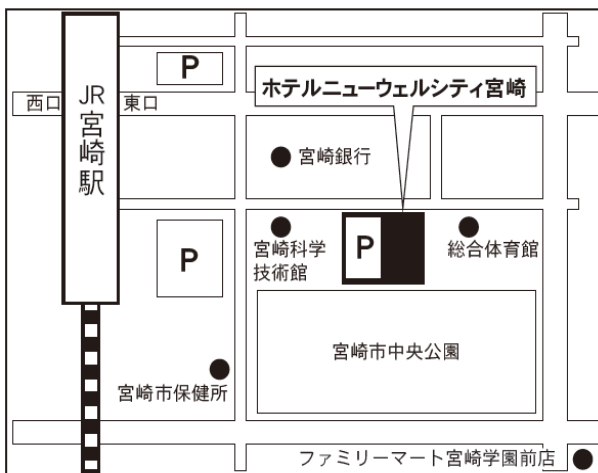 P
ホテルニューウェルシティ宮崎
西口
JR宮崎駅
東口
宮崎銀行
P
宮崎科学
技術館
P
総合体育館
宮崎市中央公園
宮崎市保健所
ファミリーマート宮崎学園前店